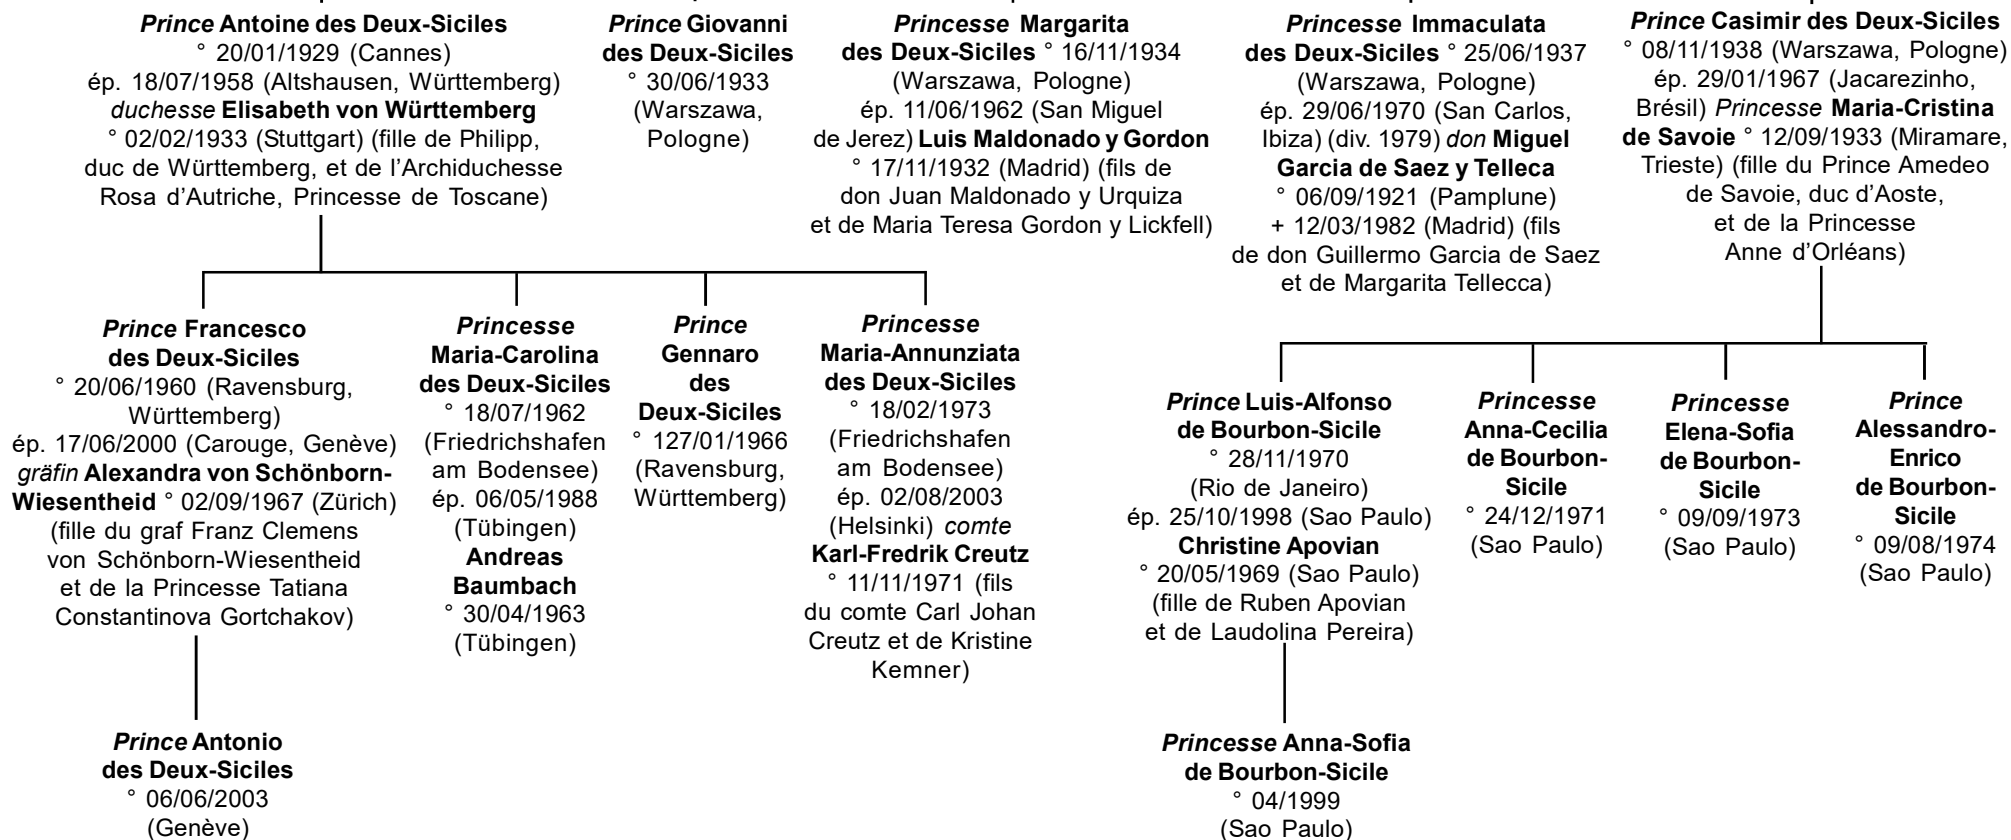 Prince Antoine des Deux-Siciles
° 20/01/1929 (Cannes)
ép. 18/07/1958 (Altshausen, Württemberg)
duchesse Elisabeth von Württemberg
° 02/02/1933 (Stuttgart) (fille de Philipp,
duc de Württemberg, et de l'Archiduchesse
Rosa d'Autriche, Princesse de Toscane)
Prince Giovanni
des Deux-Siciles
° 30/06/1933
(Warszawa,
Pologne)
Princesse Margarita
des Deux-Siciles ° 16/11/1934
(Warszawa, Pologne)
ép. 11/06/1962 (San Miguel
de Jerez) Luis Maldonado y Gordon
° 17/11/1932 (Madrid) (fils de
don Juan Maldonado y Urquiza
et de Maria Teresa Gordon y Lickfell)
Princesse Immaculata
des Deux-Siciles ° 25/06/1937
(Warszawa, Pologne)
ép. 29/06/1970 (San Carlos,
Ibiza) (div. 1979) don Miguel
Garcia de Saez y Telleca
° 06/09/1921 (Pamplune)
+ 12/03/1982 (Madrid) (fils
de don Guillermo Garcia de Saez
et de Margarita Tellecca)
Prince Casimir des Deux-Siciles
° 08/11/1938 (Warszawa, Pologne)
ép. 29/01/1967 (Jacarezinho,
Brésil) Princesse Maria-Cristina
de Savoie ° 12/09/1933 (Miramare,
Trieste) (fille du Prince Amedeo
de Savoie, duc d'Aoste,
et de la Princesse
Anne d'Orléans)
Prince Francesco
des Deux-Siciles
° 20/06/1960 (Ravensburg,
Württemberg)
ép. 17/06/2000 (Carouge, Genève)
gräfin Alexandra von Schönborn-
Wiesentheid ° 02/09/1967 (Zürich)
(fille du graf Franz Clemens
von Schönborn-Wiesentheid
et de la Princesse Tatiana
Constantinova Gortchakov)
Princesse
Maria-Carolina
des Deux-Siciles
° 18/07/1962
(Friedrichshafen
am Bodensee)
ép. 06/05/1988
(Tübingen)
Andreas
Baumbach
° 30/04/1963
(Tübingen)
Prince
Gennaro
des
Deux-Siciles
° 127/01/1966
(Ravensburg,
Württemberg)
Princesse
Maria-Annunziata
des Deux-Siciles
° 18/02/1973
(Friedrichshafen
am Bodensee)
ép. 02/08/2003
(Helsinki) comte
Karl-Fredrik Creutz
° 11/11/1971 (fils
du comte Carl Johan
Creutz et de Kristine
Kemner)
Prince Luis-Alfonso
de Bourbon-Sicile
° 28/11/1970
(Rio de Janeiro)
ép. 25/10/1998 (Sao Paulo)
Christine Apovian
° 20/05/1969 (Sao Paulo)
(fille de Ruben Apovian
et de Laudolina Pereira)
Princesse
Anna-Cecilia
de Bourbon-
Sicile
° 24/12/1971
(Sao Paulo)
Princesse
Elena-Sofia
de Bourbon-
Sicile
° 09/09/1973
(Sao Paulo)
Prince
Alessandro-
Enrico
de Bourbon-
Sicile
° 09/08/1974
(Sao Paulo)
Prince Antonio
des Deux-Siciles
° 06/06/2003
(Genève)
Princesse Anna-Sofia
de Bourbon-Sicile
° 04/1999
(Sao Paulo)